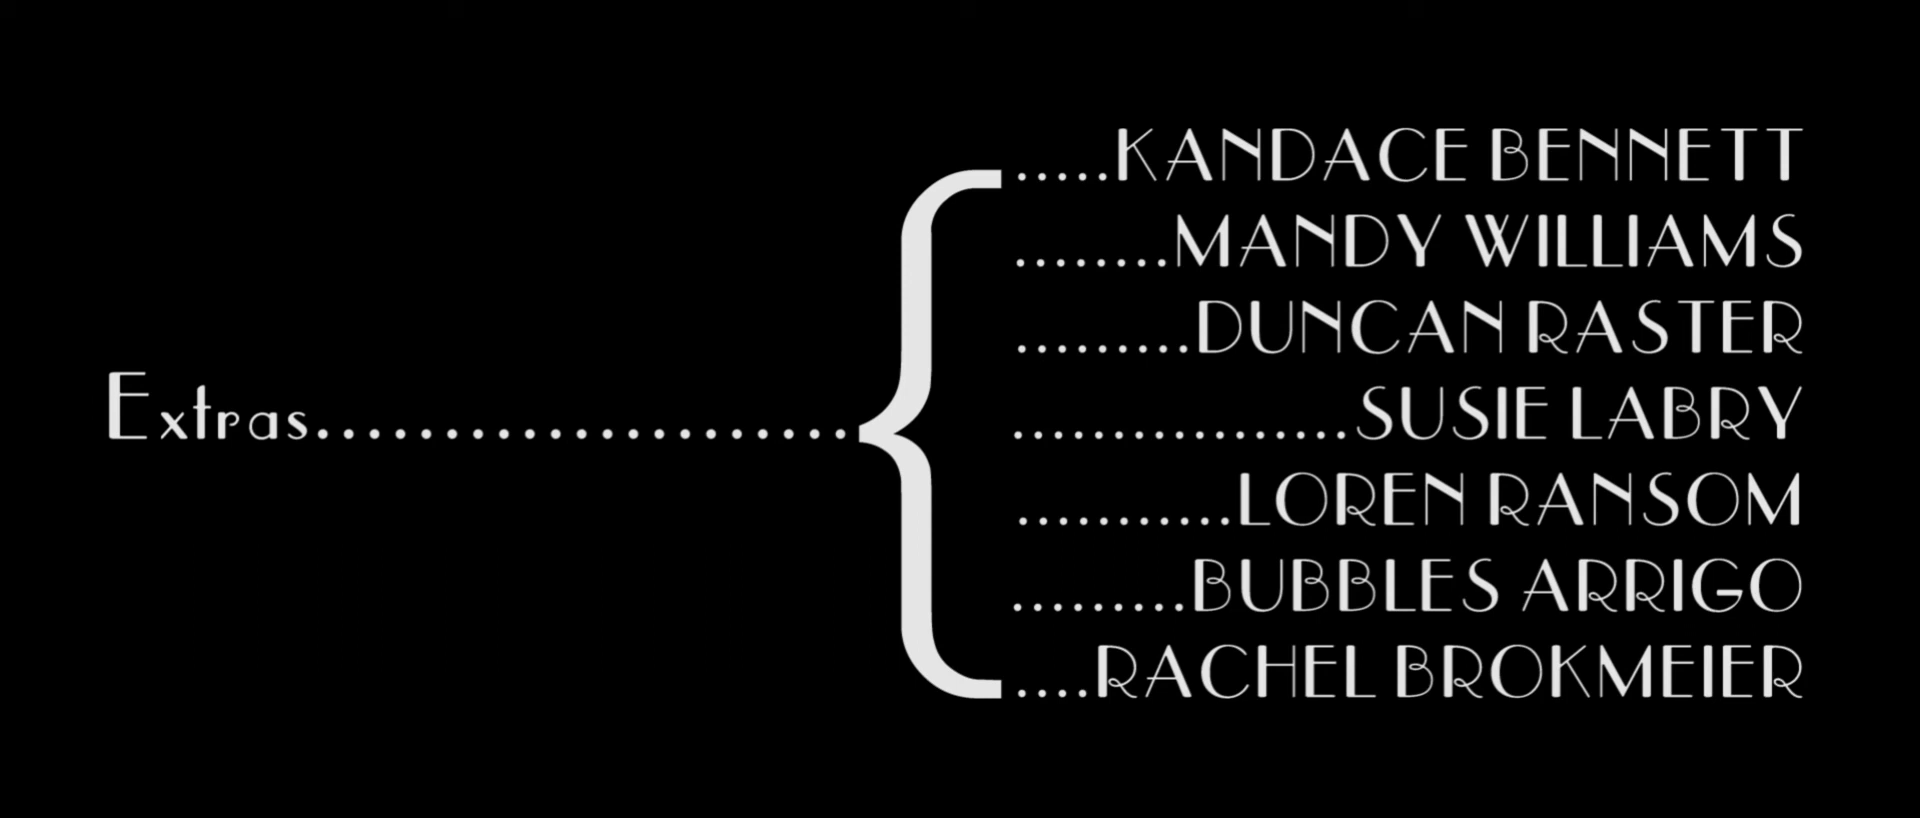 Extras......................
.....KANDACE BENNETT
........MANDY WILLIAMS
.........DUNCAN RASTER
.................SUSIE LABRY
...........LOREN RANSOM
.........BUBBLES ARRIGO
....RACHEL BROKMEIER